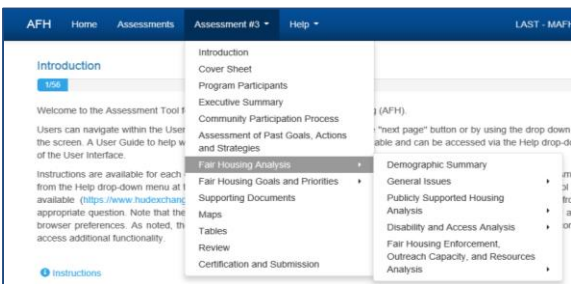 AFH Home Assessments Assessment #3 Help LAST - MAFH
Introduction
1/56
Welcome to the Assessment Tool f
(AFH).
Users can navigate within the User
"next page" button or by using the drop down
the screen. A User Guide to help w
able and can be accessed via the Help drop-d
of the User Interface.
Instructions are available for each
from the Help drop-down menu at
available (https://www.hudexchang
appropriate question. Note that the
browser preferences. As noted, th
access additional functionality.
Instructions
Introduction
Cover Sheet
Program Participants
Executive Summary
Community Participation Process
Assessment of Past Goals, Actions
and Strategies
Fair Housing Analysis
Fair Housing Goals and Priorities
Supporting Documents
Maps
Tables
Review
Certification and Submission
Demographic Summary
General Issues
Publicly Supported Housing
Analysis
Disability and Access Analysis
Fair Housing Enforcement,
Outreach Capacity, and Resources
Analysis